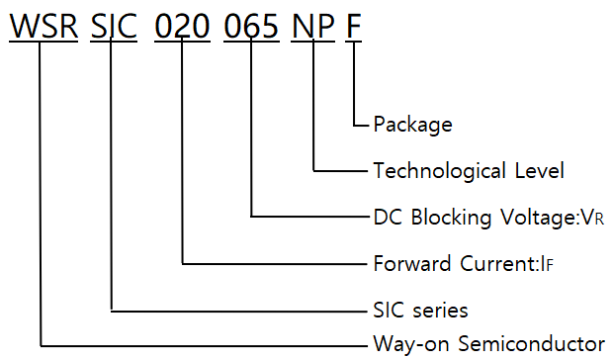 WSR SIC 020 065 NP F
Package
Technological Level
DC Blocking Voltage:VR
Forward Current:IF
SIC series
Way-on Semiconductor